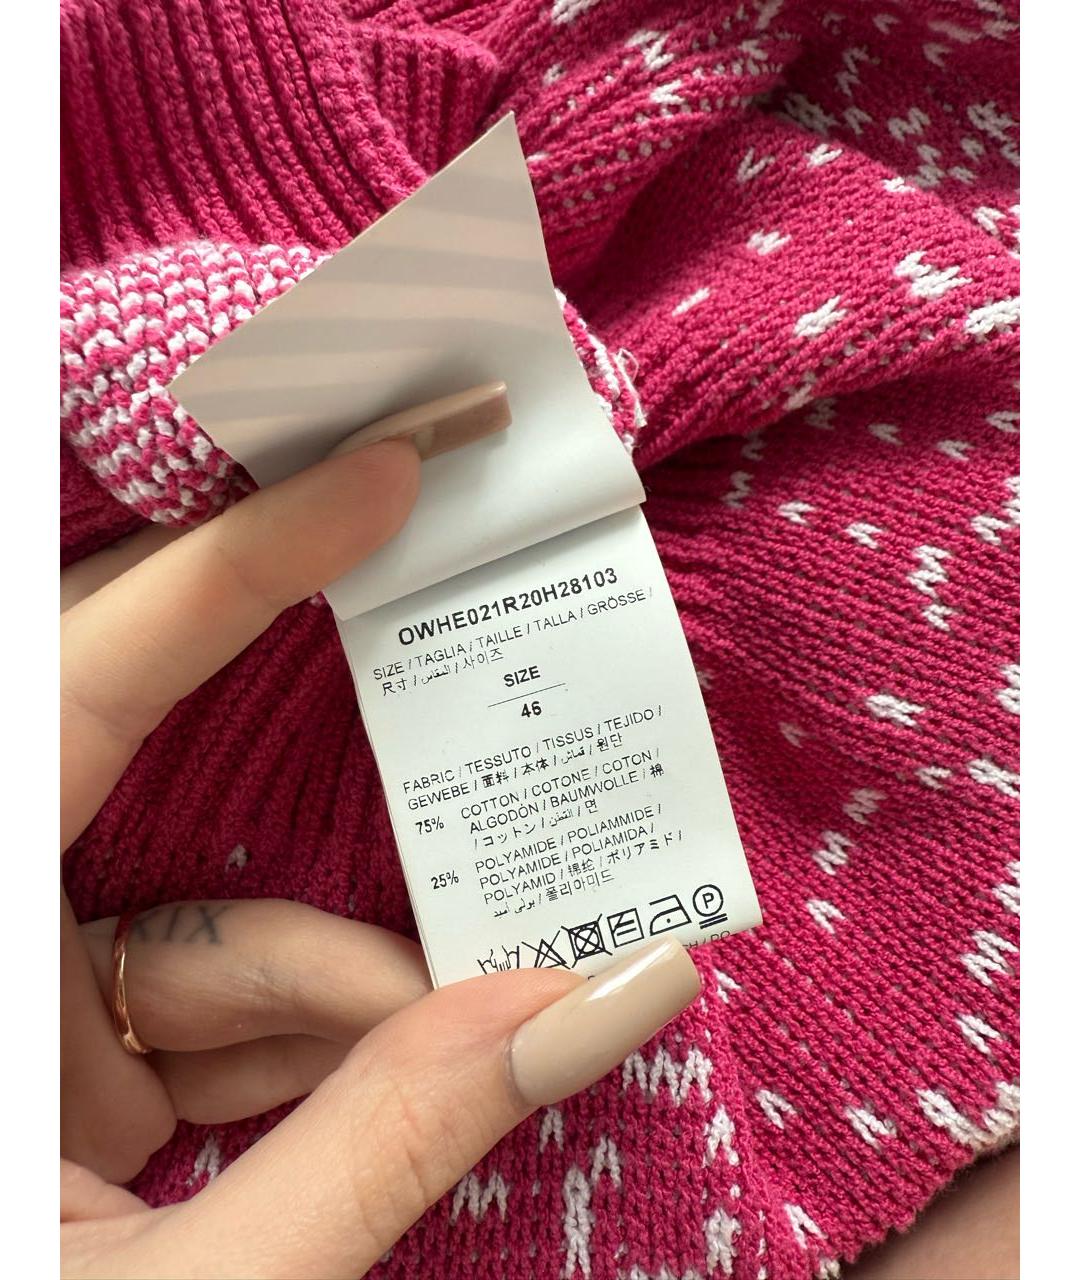 XIX
OWHE021R20H28103
SIZE / TAGLIA / TAILLE / TALLA / GRÖSSE /
尺寸 / المقاس / 사이즈
SIZE
46
FABRIC / TESSUTO / TISSUS / TEJIDO /
GEWEBE / 面料 / 本体 / قماش / 원단
75% COTTON / COTONE / COTON /
ALGODÓN / BAUMWOLLE / 棉
/ コットン / القطن / 면
25% POLYAMIDE / POLIAMMIDE /
POLYAMIDE / POLIAMIDA /
POLYAMID / 锦纶 / ポリアミド /
بولي أميد / 폴리아미드
P